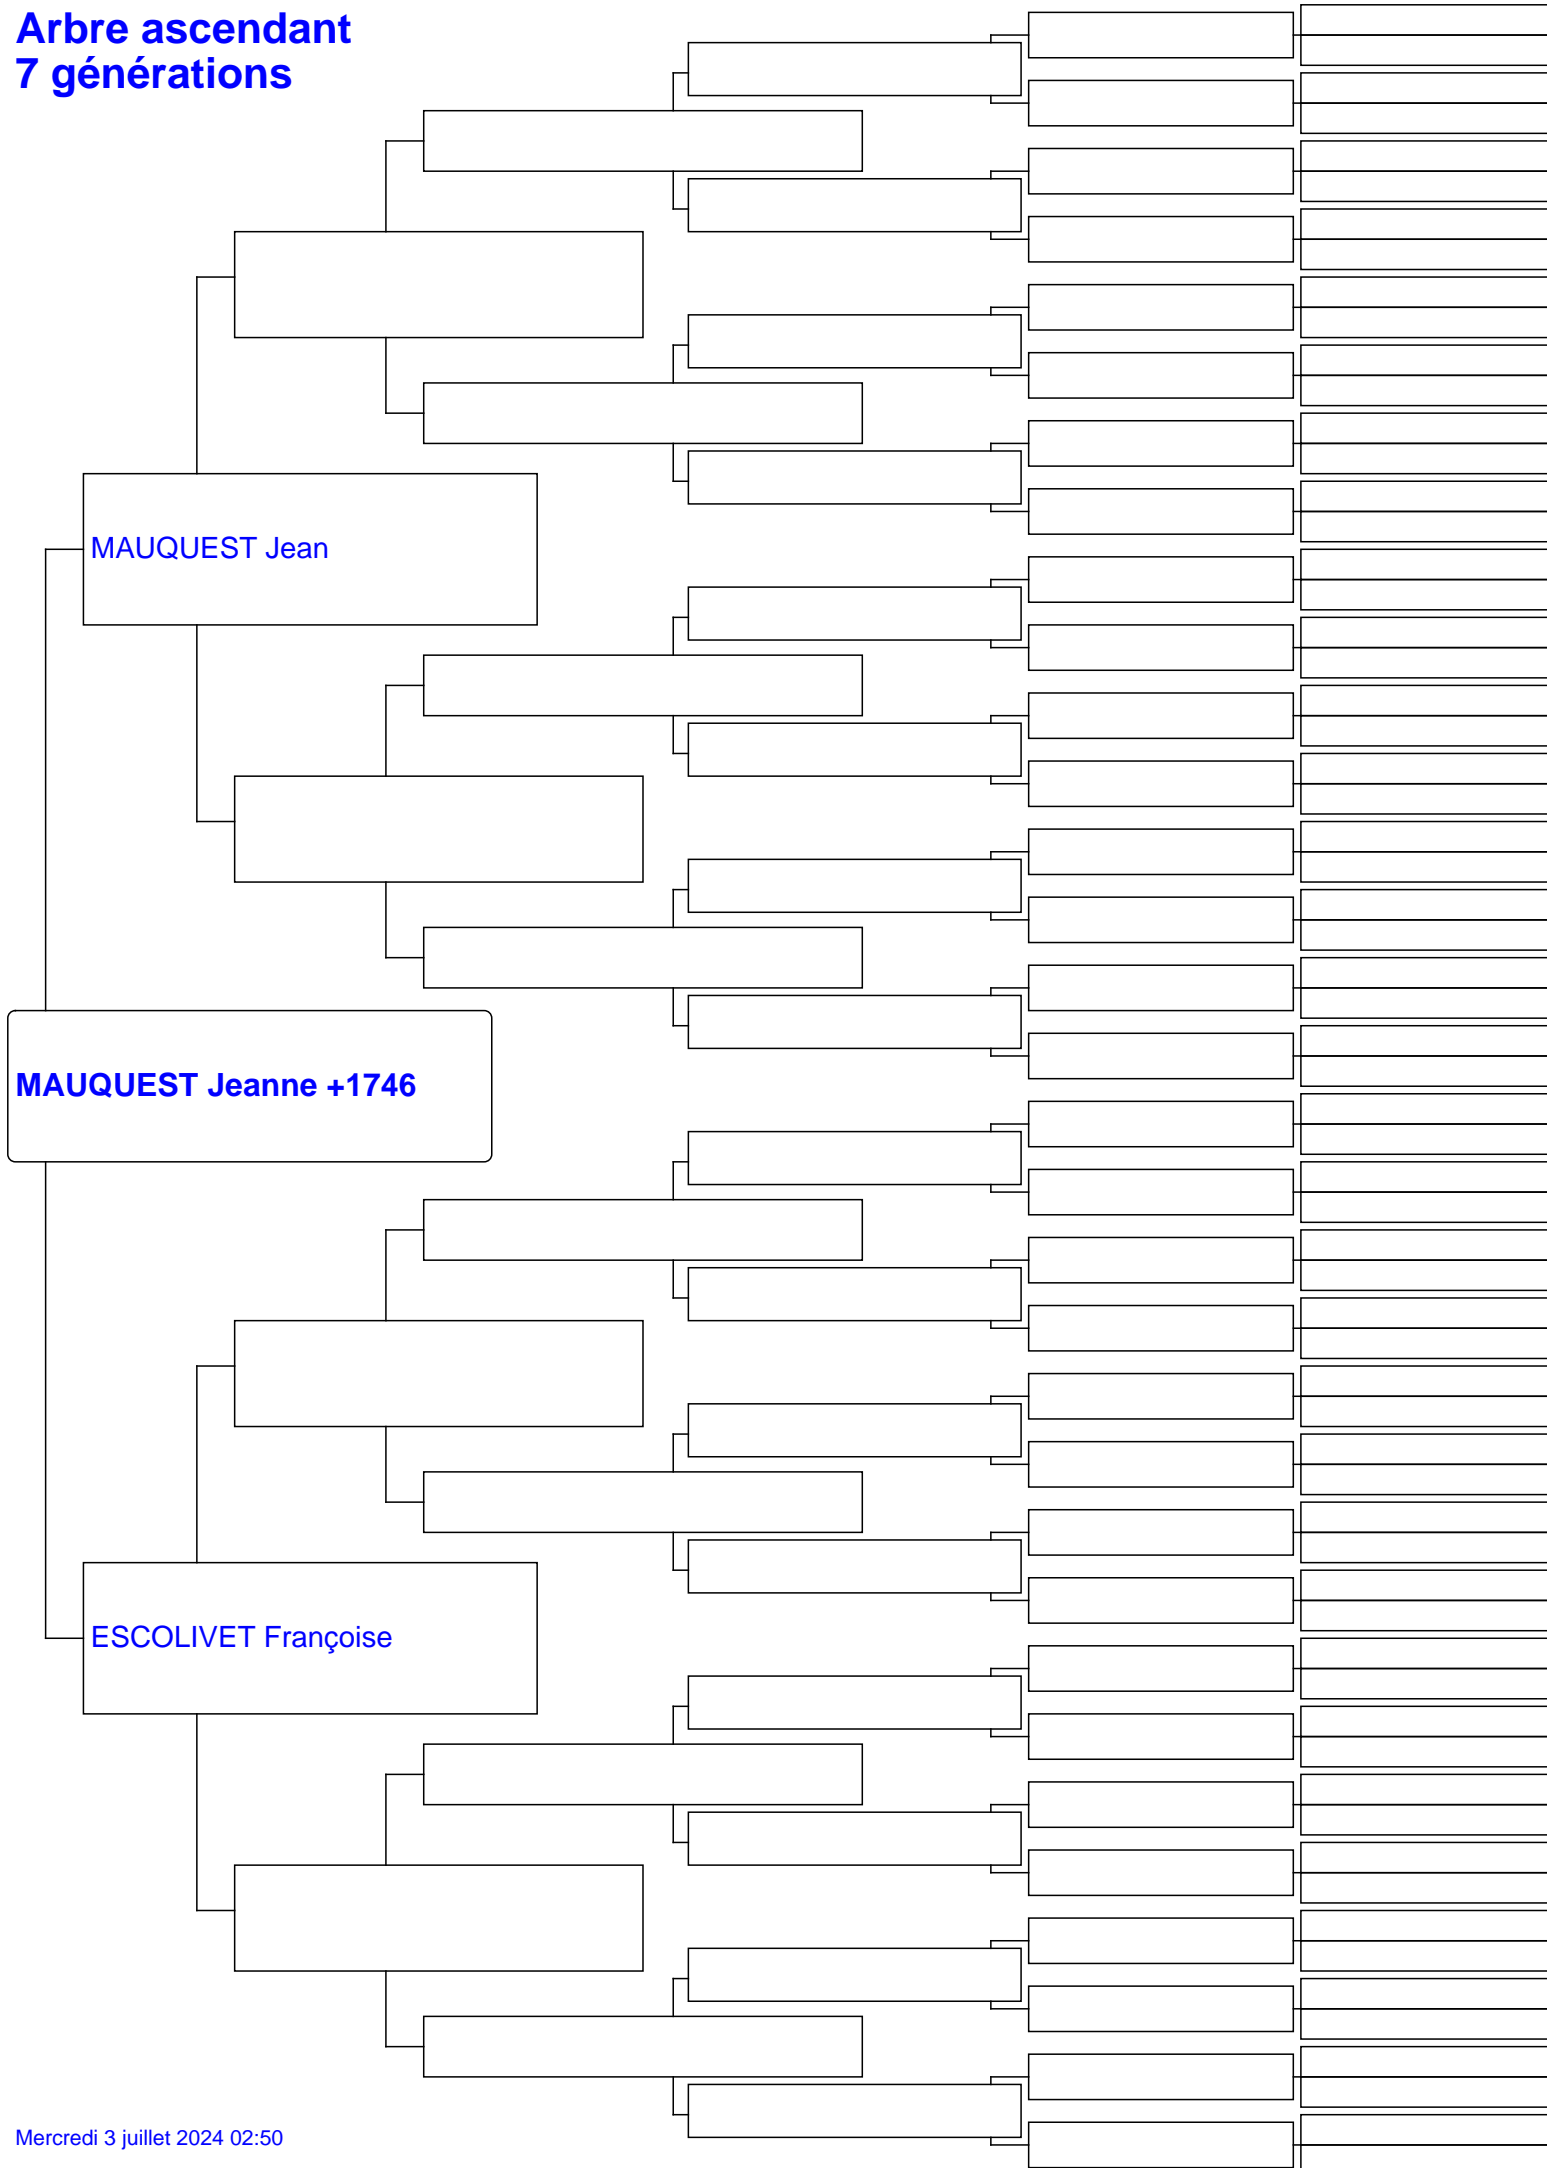 Arbre ascendant
7 générations
MAUQUEST Jean
MAUQUEST Jeanne +1746
ESCOLIVET Françoise
Mercredi 3 juillet 2024 02:50